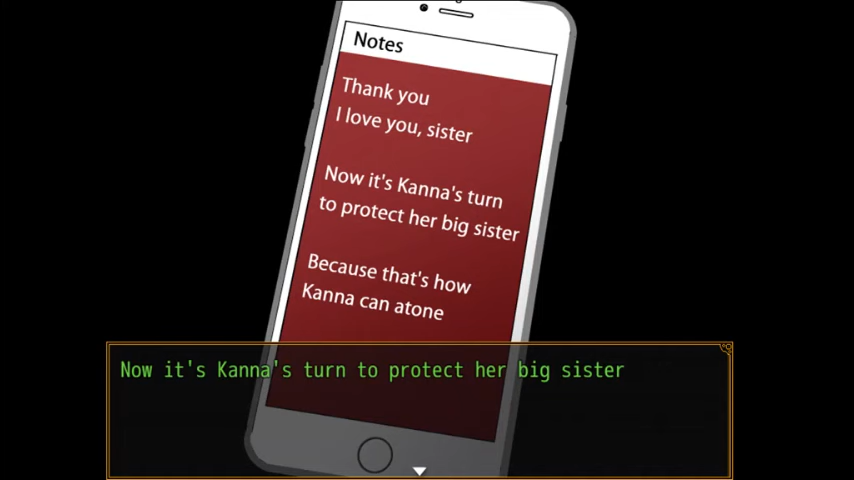 Notes
Thank you
I love you, sister
Now it's Kanna's turn
to protect her big sister
Because that's how
Kanna can atone
Now it's Kanna's turn to protect her big sister